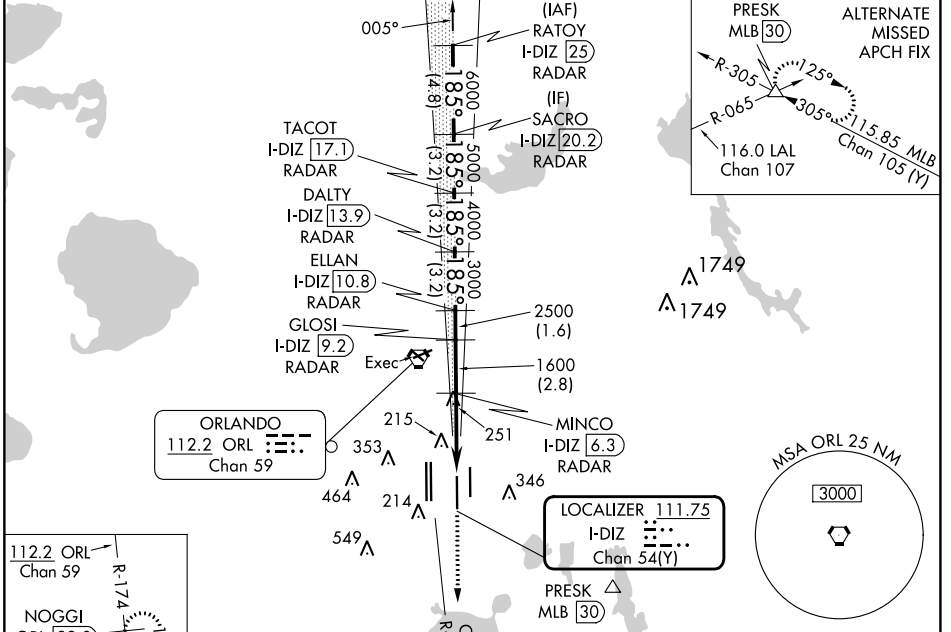 (IAF)
RATOY
I-DIZ 25
RADAR
005°
6000
185°
(4.8)
(IF)
SACRO
I-DIZ 20.2
RADAR
5000
185°
(3.2)
TACOT
I-DIZ 17.1
RADAR
4000
185°
(3.2)
DALTY
I-DIZ 13.9
RADAR
3000
185°
(3.2)
ELLAN
I-DIZ 10.8
RADAR
2500
(1.6)
GLOSI
I-DIZ 9.2
RADAR
Exec
1600
(2.8)
MINCO
I-DIZ 6.3
RADAR
251
215
353
464
214
346
549
ORLANDO
112.2 ORL
Chan 59
LOCALIZER 111.75
I-DIZ
Chan 54(Y)
PRESK
MLB 30
PRESK
MLB 30
ALTERNATE
MISSED
APCH FIX
R-305
125°
R-065
305°
115.85 MLB
Chan 105 (Y)
116.0 LAL
Chan 107
1749
1749
MSA ORL 25 NM
3000
112.2 ORL
Chan 59
R-174
NOGGI